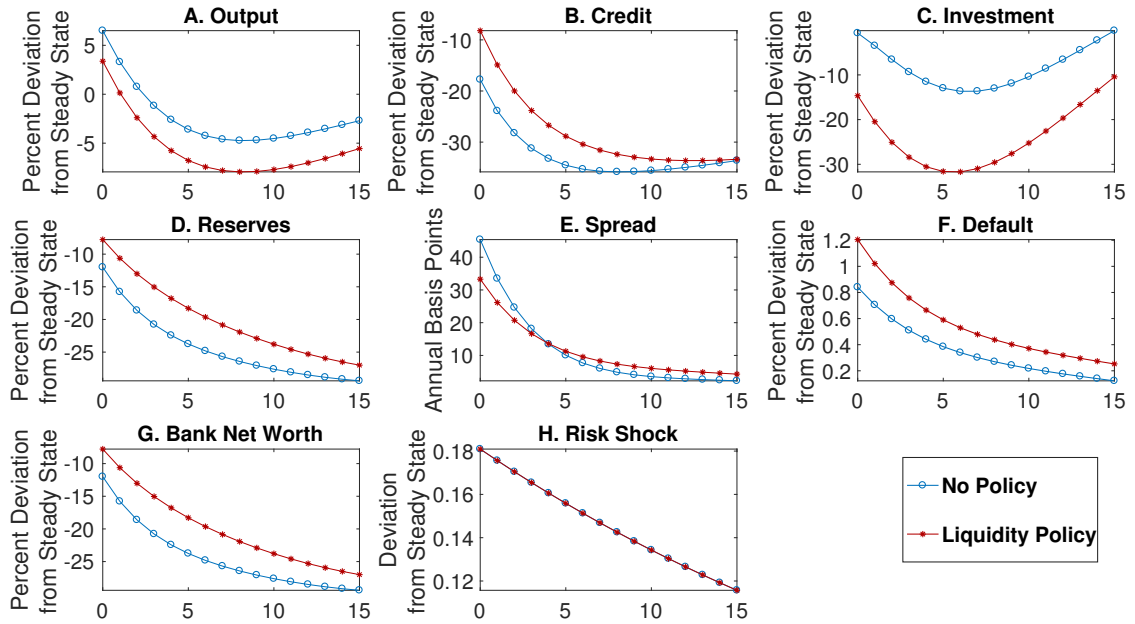 A. Output
Percent Deviation
from Steady State
5
0
-5
0
5
10
15
B. Credit
Percent Deviation
from Steady State
-10
-20
-30
0
5
10
15
C. Investment
Percent Deviation
from Steady State
-10
-20
-30
0
5
10
15
D. Reserves
Percent Deviation
from Steady State
-10
-15
-20
-25
0
5
10
15
E. Spread
Annual Basis Points
40
30
20
10
0
5
10
15
F. Default
Percent Deviation
from Steady State
1.2
1
0.8
0.6
0.4
0.2
0
5
10
15
G. Bank Net Worth
Percent Deviation
from Steady State
-10
-15
-20
-25
0
5
10
15
H. Risk Shock
Deviation
from Steady State
0.18
0.16
0.14
0.12
0
5
10
15
No Policy
Liquidity Policy